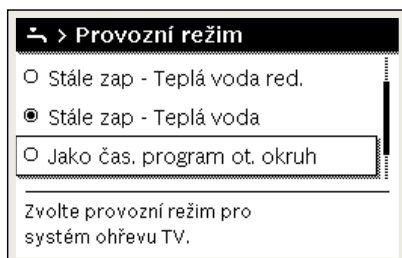 > Provozní režim
Stále zap - Teplá voda red.
Stále zap - Teplá voda
Jako čas. program ot. okruh
Zvolte provozní režim pro
systém ohřevu TV.